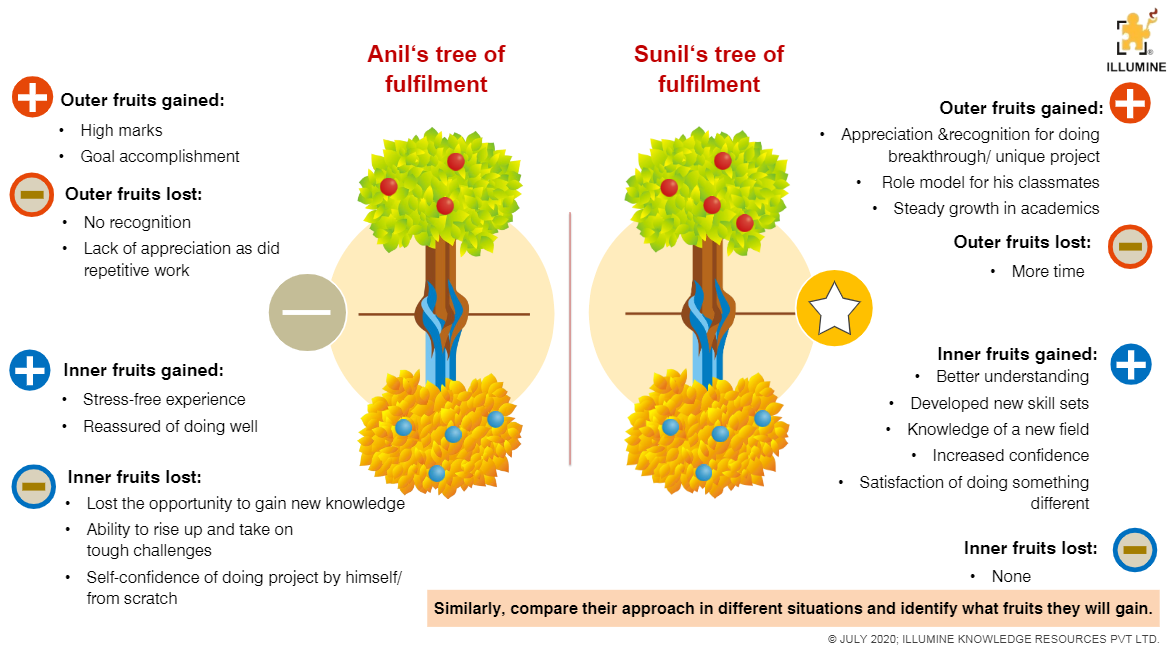 ILLUMINE
®
Anil‘s tree of
fulfilment
Sunil‘s tree of
fulfilment
Outer fruits gained:
• High marks
• Goal accomplishment
Outer fruits lost:
• No recognition
• Lack of appreciation as did
repetitive work
Inner fruits gained:
• Stress-free experience
• Reassured of doing well
Inner fruits lost:
• Lost the opportunity to gain new knowledge
• Ability to rise up and take on
tough challenges
• Self-confidence of doing project by himself/
from scratch
Outer fruits gained:
• Appreciation &recognition for doing
breakthrough/ unique project
• Role model for his classmates
• Steady growth in academics
Outer fruits lost:
• More time
Inner fruits gained:
• Better understanding
• Developed new skill sets
• Knowledge of a new field
• Increased confidence
• Satisfaction of doing something
different
Inner fruits lost:
• None
Similarly, compare their approach in different situations and identify what fruits they will gain.
© JULY 2020; ILLUMINE KNOWLEDGE RESOURCES PVT LTD.